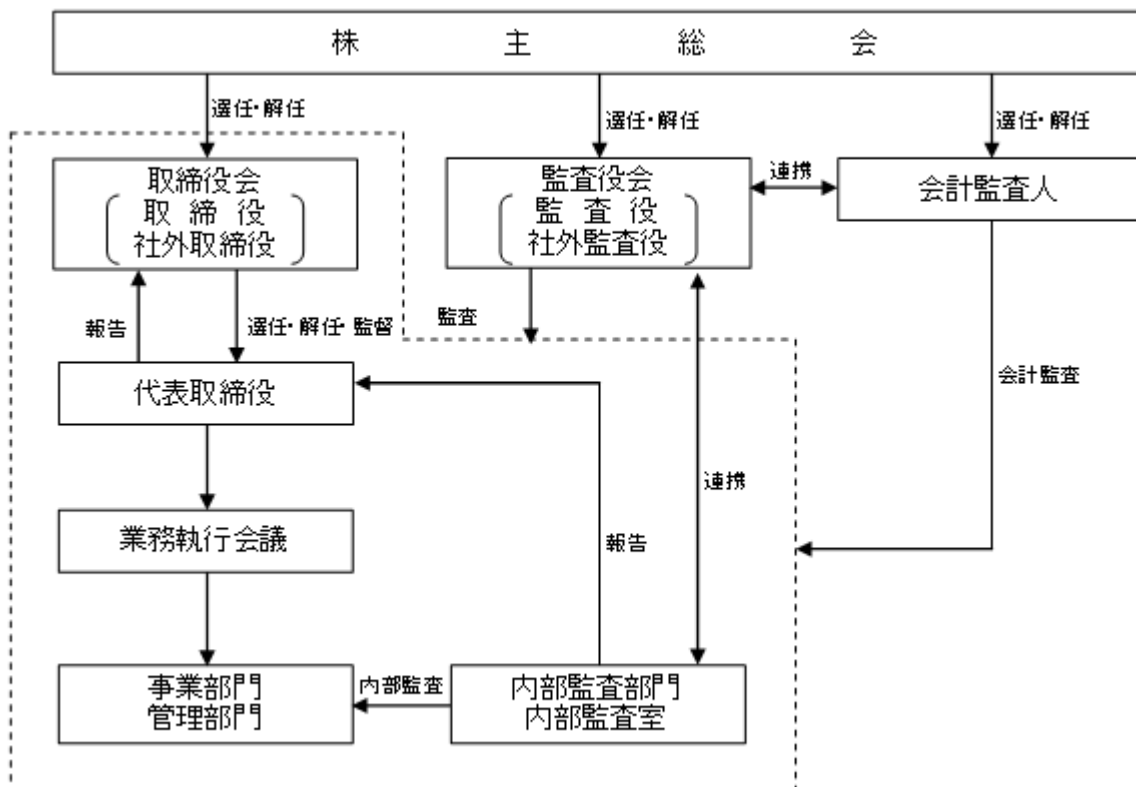 株主総会
選任・解任
選任・解任
選任・解任
取締役会
取締役
社外取締役
監査役会
監査役
社外監査役
連携
会計監査人
報告
選任・解任・監督
監査
代表取締役
会計監査
連携
業務執行会議
報告
事業部門
管理部門
内部監査
内部監査部門
内部監査室